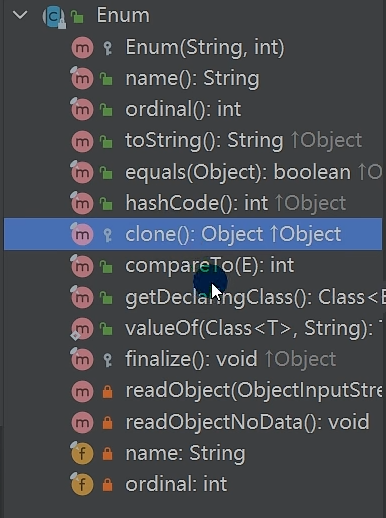 Enum
Enum(String, int)
name(): String
ordinal(): int
toString(): String ↑Object
equals(Object): boolean ↑O
hashCode(): int ↑Object
clone(): Object ↑Object
compareTo(E): int
getDeclaringClass(): Class<E
valueOf(Class<T>, String):
finalize(): void ↑Object
readObject(ObjectInputStre
readObjectNoData(): void
name: String
ordinal: int